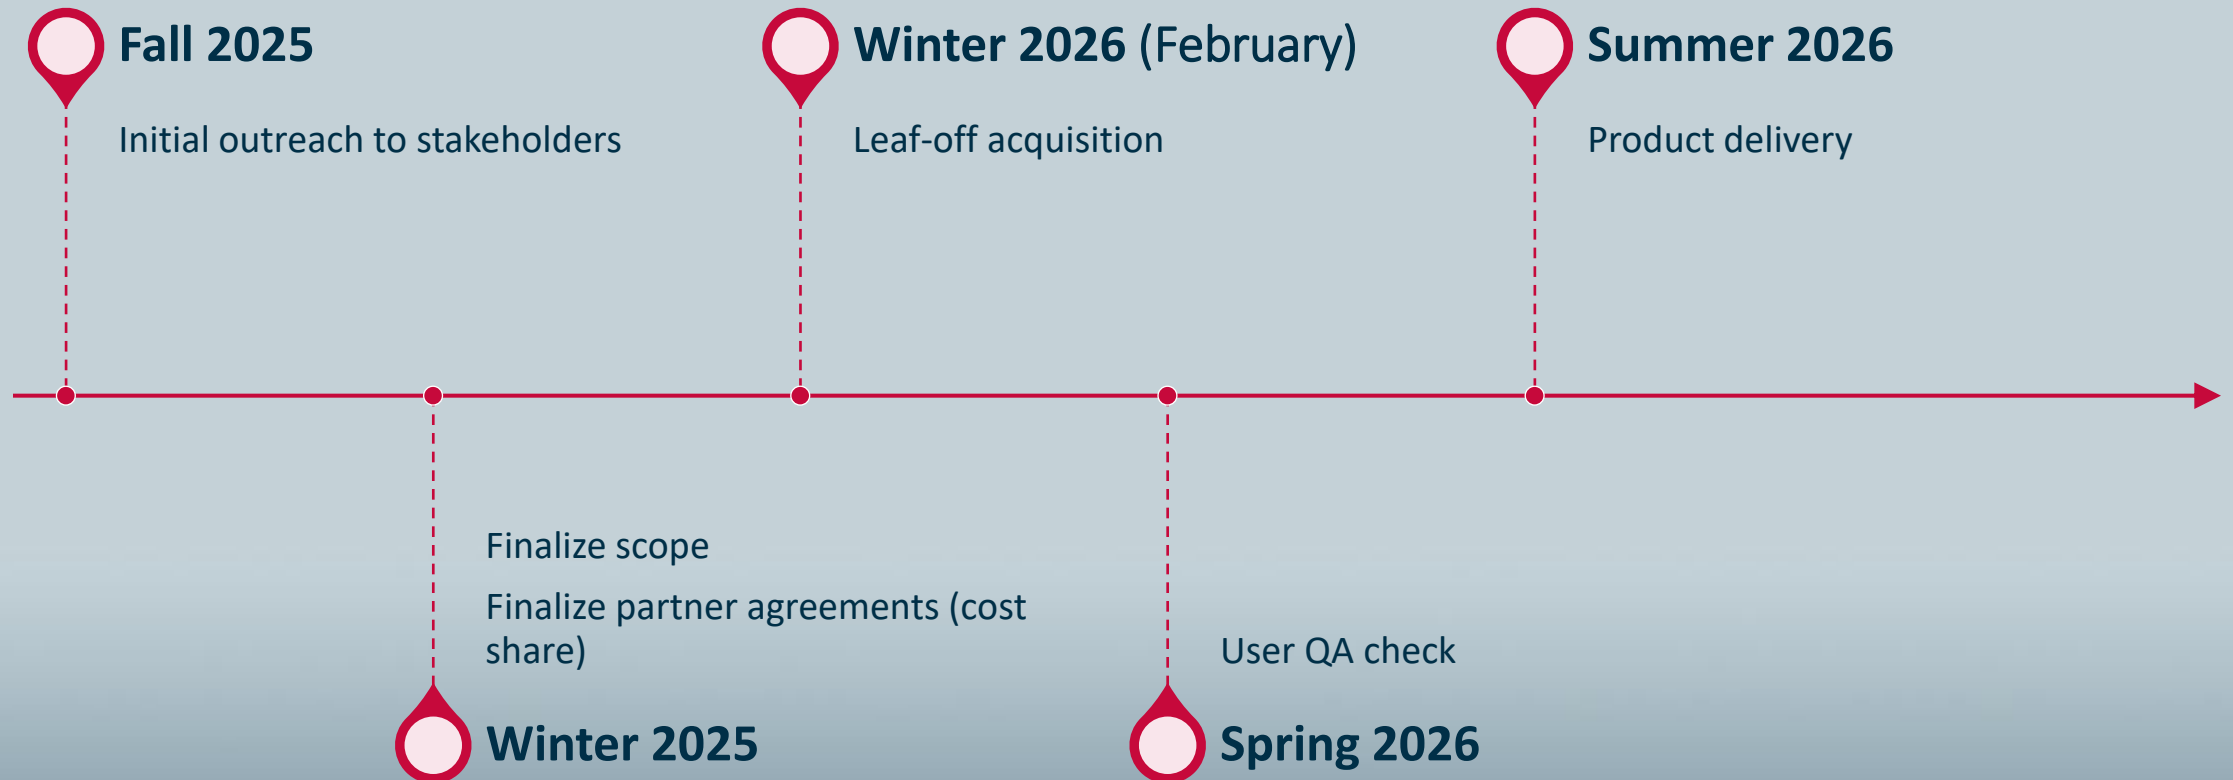 Fall 2025
Initial outreach to stakeholders
Finalize scope
Finalize partner agreements (cost
share)
Winter 2025
Winter 2026 (February)
Leaf-off acquisition
User QA check
Spring 2026
Summer 2026
Product delivery